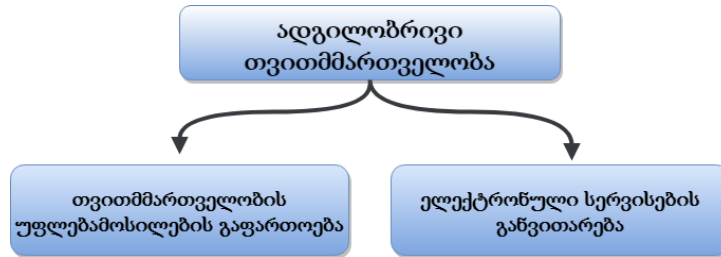 ადგილობრივი
თვითმმართველობა
თვითმმართველობის
უფლებამოსილების გაფართოება
ელექტრონული სერვისების
განვითარება